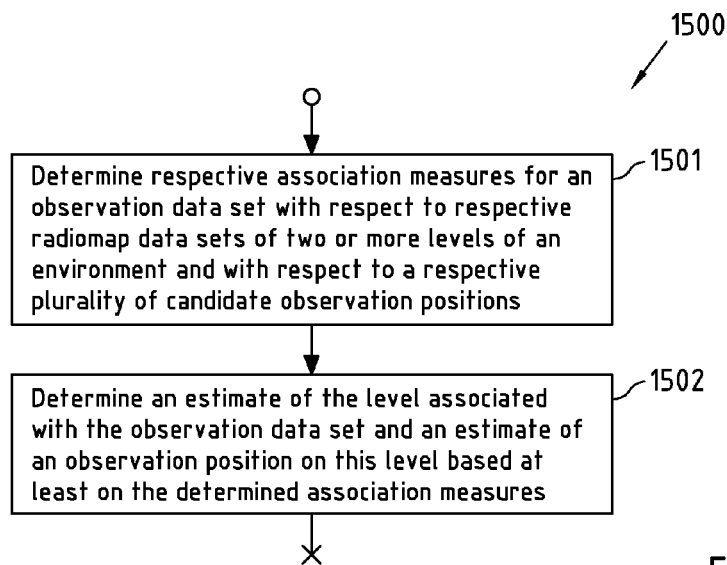 1500
1501
Determine respective association measures for an
observation data set with respect to respective
radiomap data sets of two or more levels of an
environment and with respect to a respective
plurality of candidate observation positions
1502
Determine an estimate of the level associated
with the observation data set and an estimate of
an observation position on this level based at
least on the determined association measures